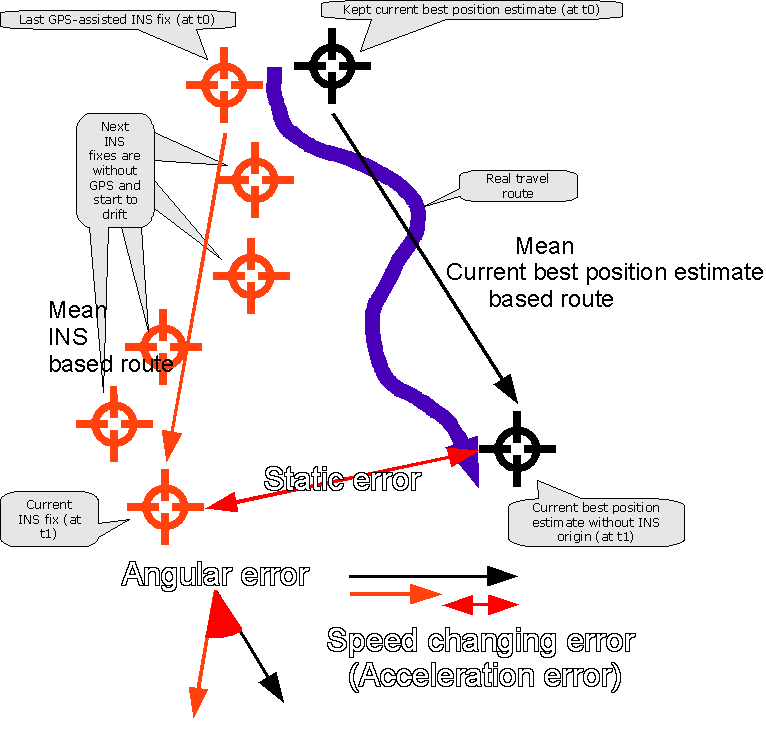 Last GPS-assisted INS fix (at t0)
Kept current best position estimate (at t0)
Next
INS
fixes are
without
GPS and
start to
drift
Real travel
route
Mean
Current best position estimate
based route
Mean
INS
based route
Static error
Current
INS fix (at
t1)
Current best position
estimate without INS
origin (at t1)
Angular error
Speed changing error
(Acceleration error)